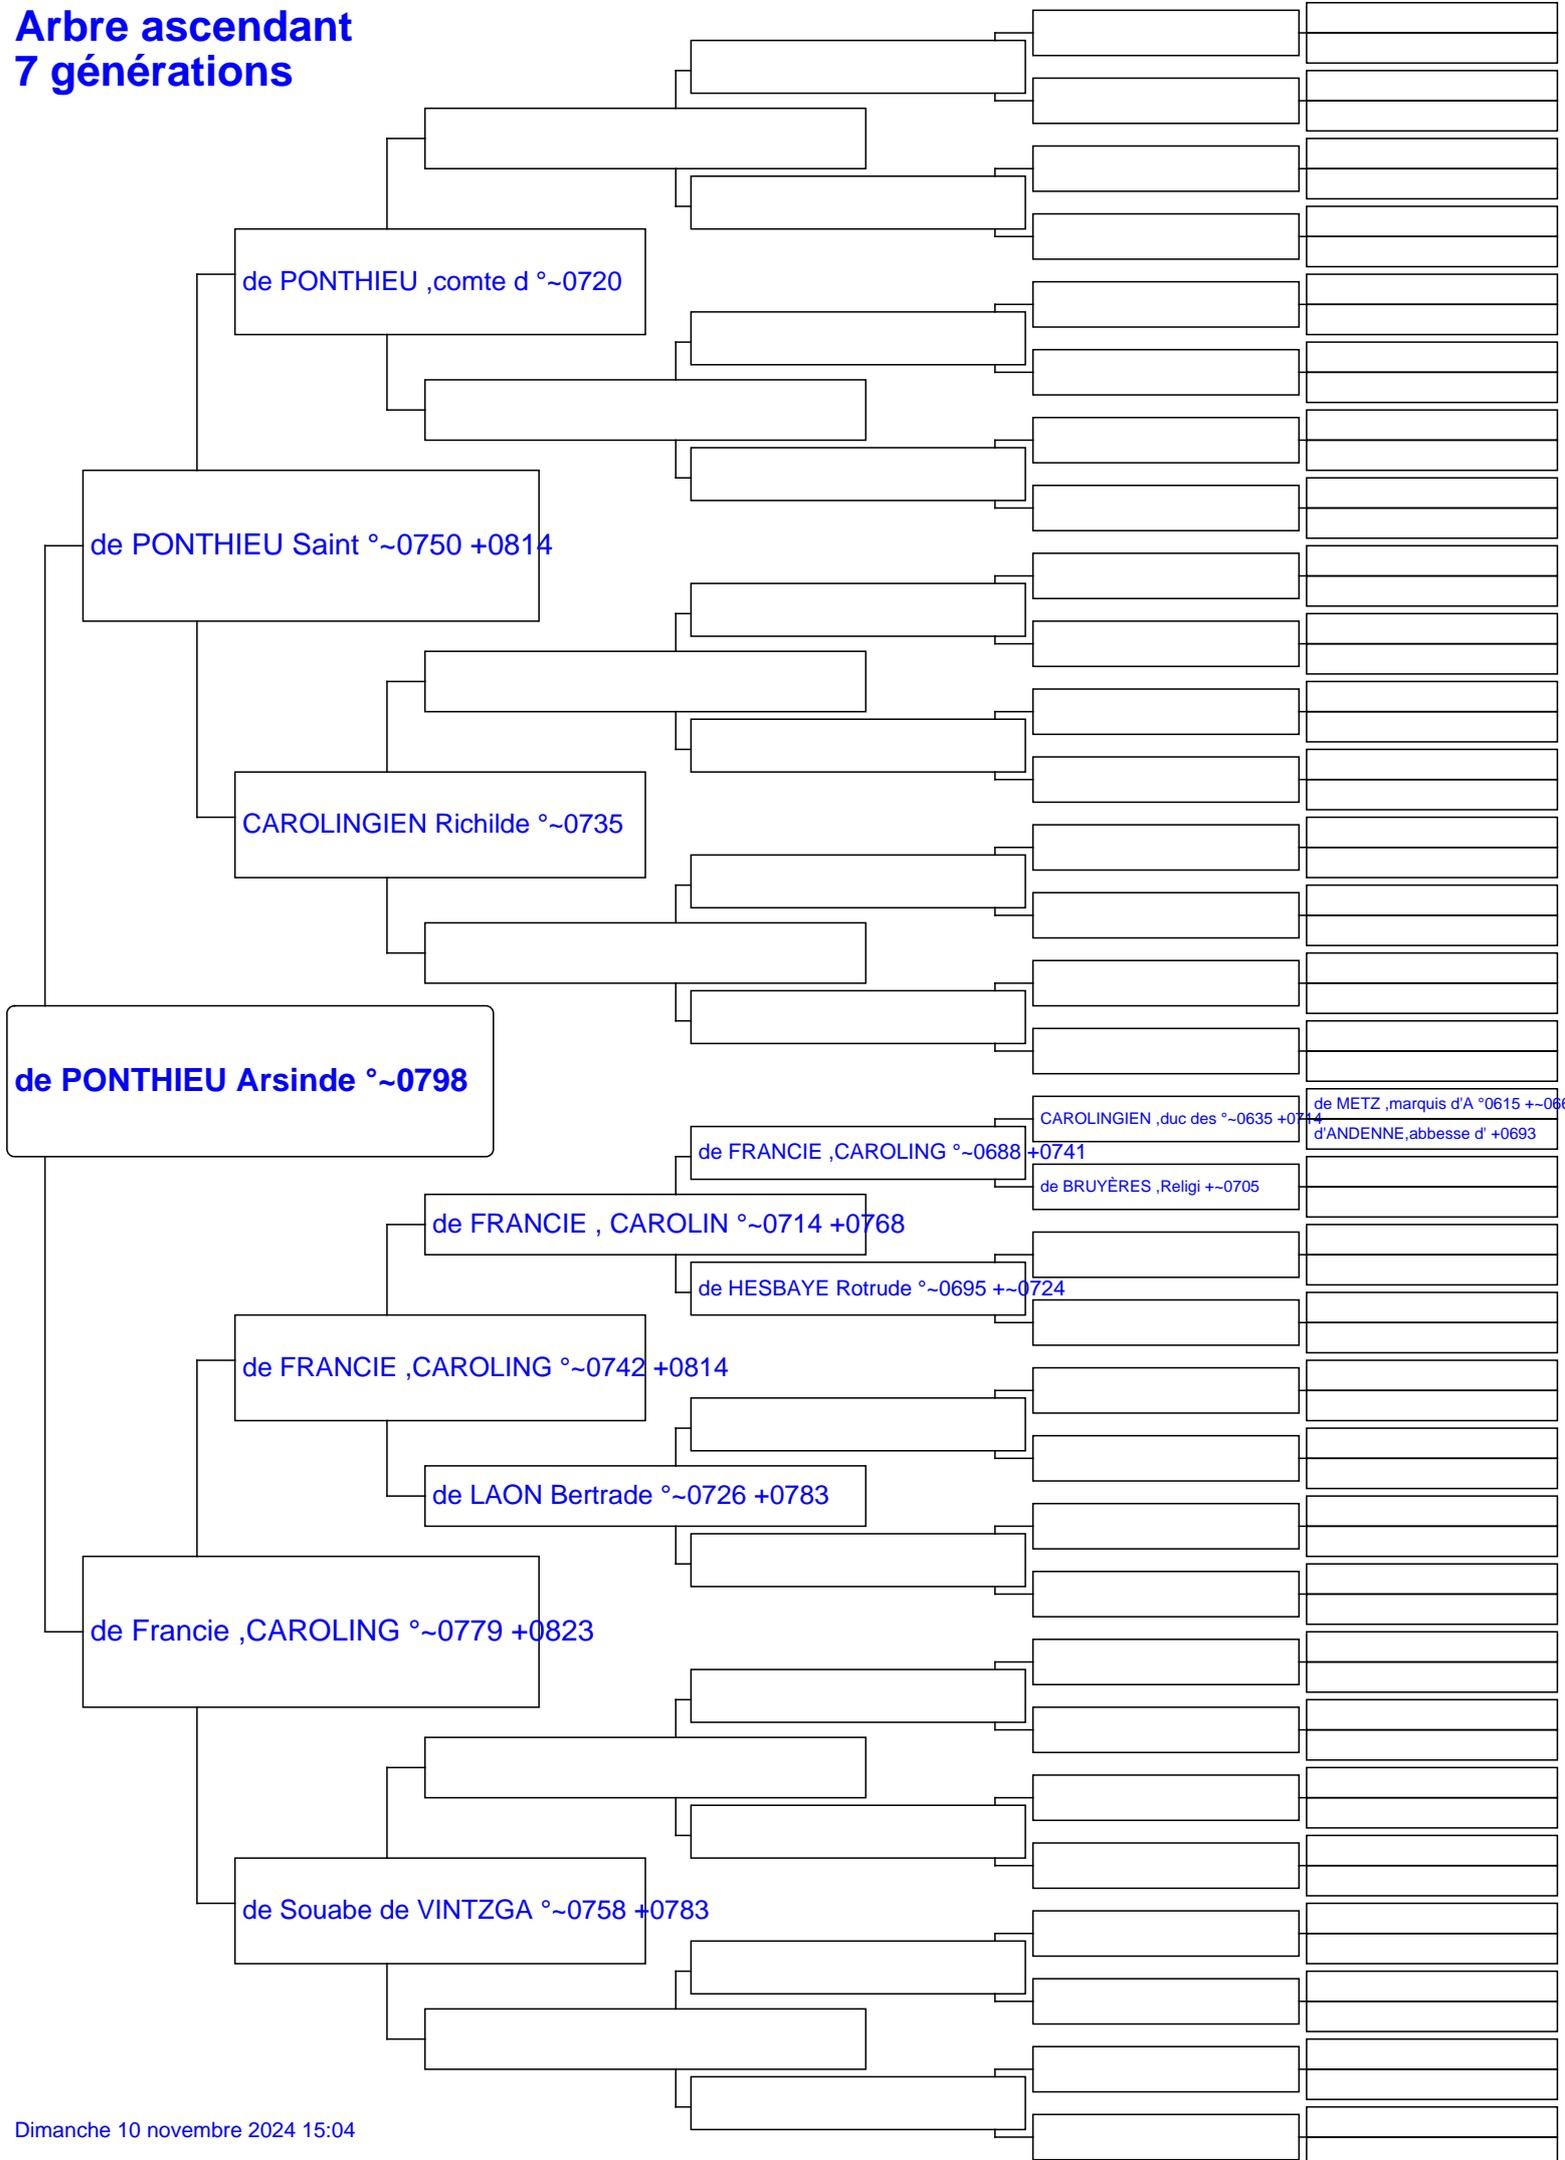 Arbre ascendant
7 générations
de PONTHIEU ,comte d °~0720
de PONTHIEU Saint °~0750 +0814
CAROLINGIEN Richilde °~0735
de PONTHIEU Arsinde °~0798
de METZ ,marquis d'A °0615 +~066
CAROLINGIEN ,duc des °~0635 +0714
d'ANDENNE,abbesse d' +0693
de FRANCIE ,CAROLING °~0688 +0741
de BRUYÈRES ,Religi +~0705
de FRANCIE , CAROLIN °~0714 +0768
de HESBAYE Rotrude °~0695 +~0724
de FRANCIE ,CAROLING °~0742 +0814
de LAON Bertrade °~0726 +0783
de Francie ,CAROLING °~0779 +0823
de Souabe de VINTZGA °~0758 +0783
Dimanche 10 novembre 2024 15:04